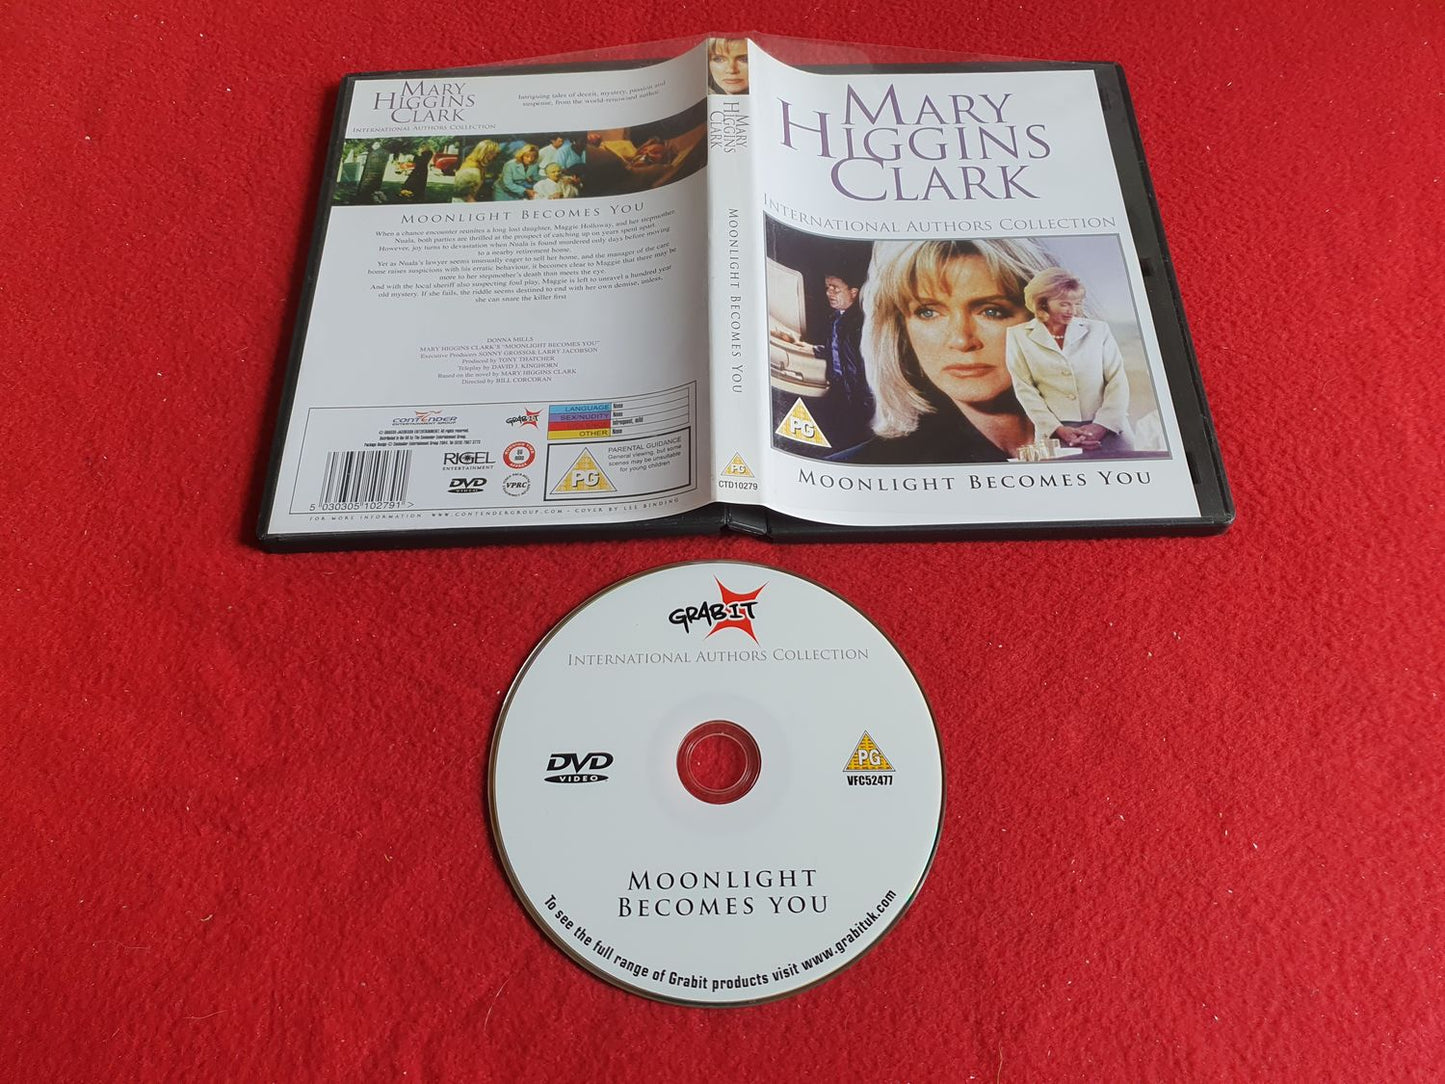 MARY
HIGGINS
CLARK
INTERNATIONAL AUTHORS COLLECTION
Intriguing tales of deceit, mystery, passion and
suspense, from the world-renowned author
MOONLIGHT BECOMES YOU
When a chance encounter reunites a long lost daughter, Maggie Holloway, and her stepmother
Nuala, both parties are thrilled at the prospect of catching up on years spent apart.
However, joy turns to devastation when Nuala is found murdered only days before moving
to a nearby retirement home.
Yet as Nuala's lawyer seems unusually eager to sell her home, and the manager of the care
home raises suspicions with his erratic behaviour, it becomes clear to Maggie that there may be
more to her stepmother's death than meets the eye.
And with the local sheriff also suspecting foul play, Maggie is left to unravel a hundred year
old mystery. If she fails, the riddle seems destined to end with her own demise, unless,
she can snare the killer first
DONNA MILLS
MARY HIGGINS CLARK'S "MOONLIGHT BECOMES YOU"
Executive Producers SONNY GROSSO& LARRY JACOBSON
Produced by TONY THATCHER
Teleplay by DAVID J. KINGHORN
Based on the novel by MARY HIGGINS CLARK
Directed by BILL CORCORAN
CONTENDER
ENTERTAINMENT GROUP
GRABIT
LANGUAGE None
SEX/NUDITY None
Infrequent, mild
OTHER None
RIGEL
ENTERTAINMENT
DVD
VIDEO
VPRC
PG
PARENTAL GUIDANCE
General viewing, but some
scenes may be unsuitable
for young children
5 030305 102791 >
FOR MORE INFORMATION WWW.CONTENDERGROUP.COM - COVER BY LEE BINDING
MARY
HIGGINS
CLARK
MOONLIGHT BECOMES YOU
PG
CTD10279
MARY
HIGGINS
CLARK
INTERNATIONAL AUTHORS COLLECTION
PG
MOONLIGHT BECOMES YOU
GRABIT
INTERNATIONAL AUTHORS COLLECTION
DVD
VIDEO
PG
VFC52477
MOONLIGHT
BECOMES YOU
To see the full range of Grabit products visit www.grabituk.com